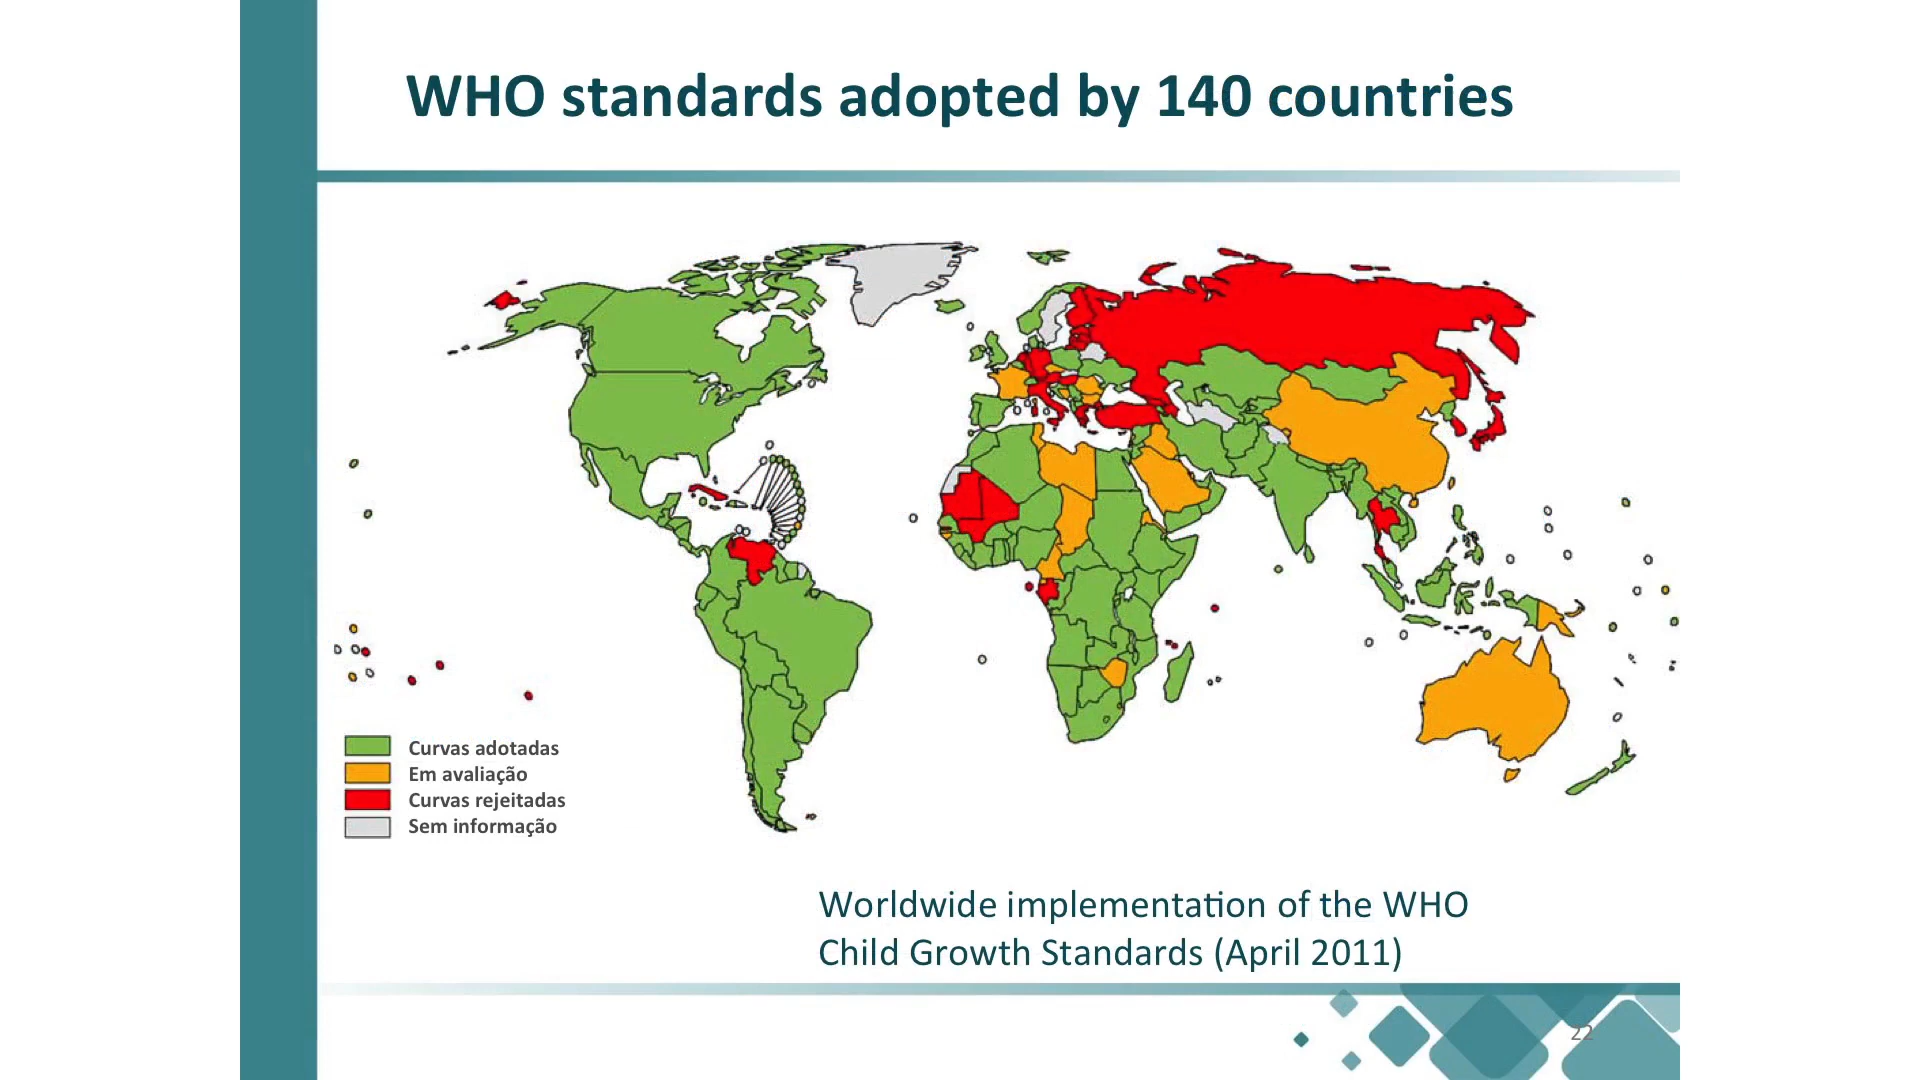 WHO standards adopted by 140 countries
Curvas adotadas
Em avaliação
Curvas rejeitadas
Sem informação
Worldwide implementation of the WHO
Child Growth Standards (April 2011)
22